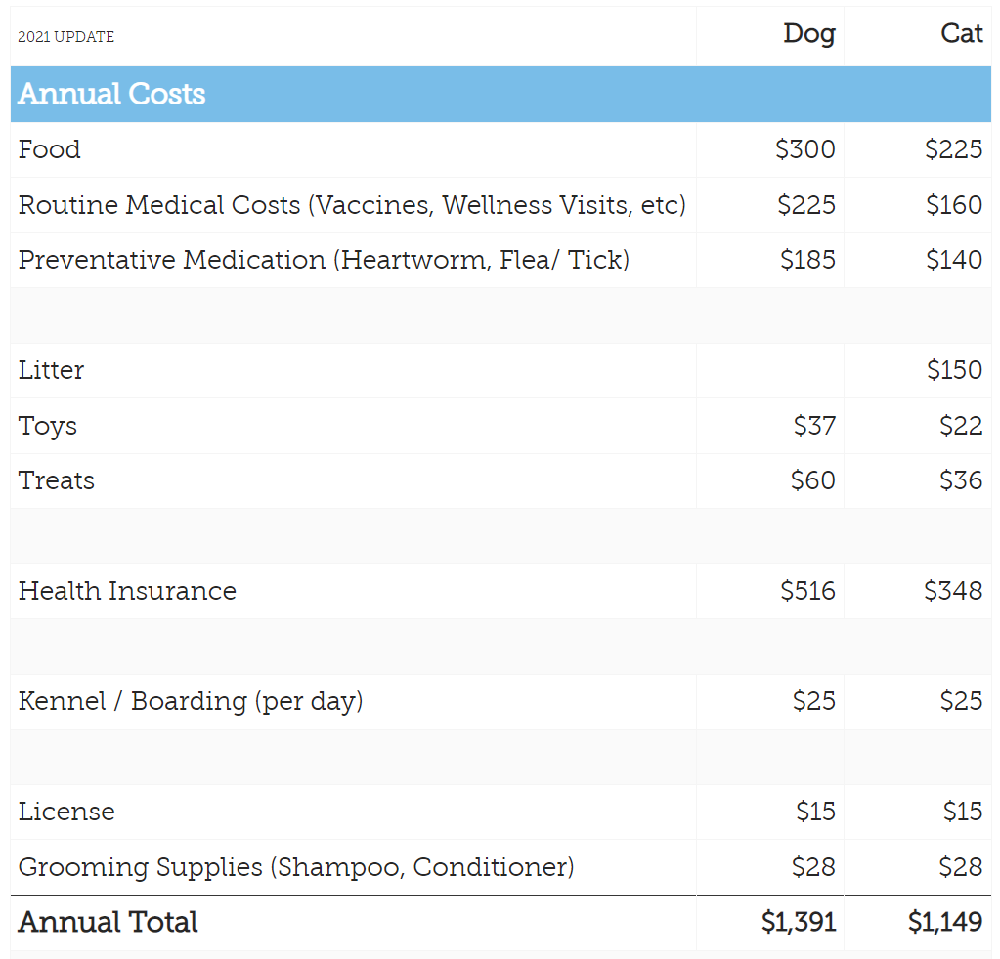 2021 UPDATE Dog Cat
Annual Costs
Food $300 $225
Routine Medical Costs (Vaccines, Wellness Visits, etc) $225 $160
Preventative Medication (Heartworm, Flea/ Tick) $185 $140
Litter $150
Toys $37 $22
Treats $60 $36
Health Insurance $516 $348
Kennel / Boarding (per day) $25 $25
License $15 $15
Grooming Supplies (Shampoo, Conditioner) $28 $28
Annual Total $1,391 $1,149